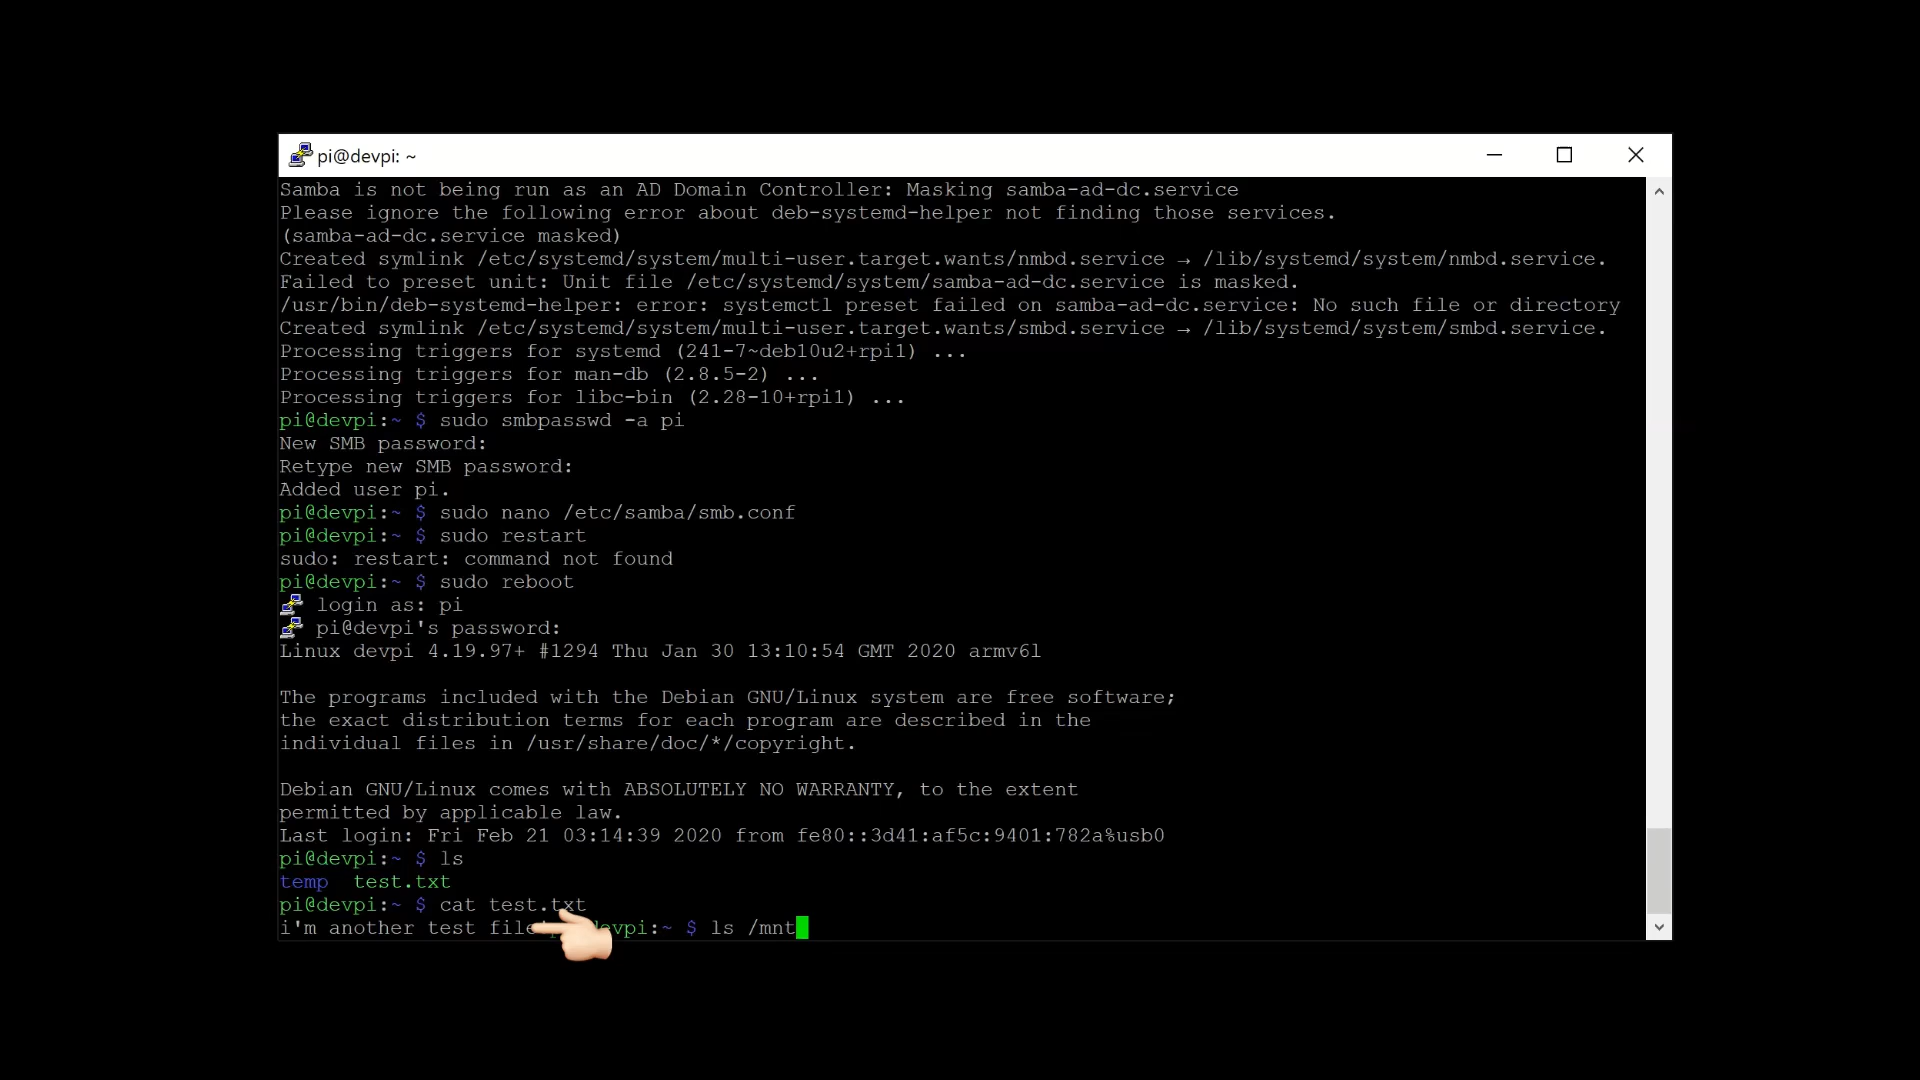 pi@devpi: ~
Samba is not being run as an AD Domain Controller: Masking samba-ad-dc.service
Please ignore the following error about deb-systemd-helper not finding those services.
(samba-ad-dc.service masked)
Created symlink /etc/systemd/system/multi-user.target.wants/nmbd.service → /lib/systemd/system/nmbd.service.
Failed to preset unit: Unit file /etc/systemd/system/samba-ad-dc.service is masked.
/usr/bin/deb-systemd-helper: error: systemctl preset failed on samba-ad-dc.service: No such file or directory
Created symlink /etc/systemd/system/multi-user.target.wants/smbd.service → /lib/systemd/system/smbd.service.
Processing triggers for systemd (241-7~deb10u2+rpi1) ...
Processing triggers for man-db (2.8.5-2) ...
Processing triggers for libc-bin (2.28-10+rpi1) ...
pi@devpi:~ $ sudo smbpasswd -a pi
New SMB password:
Retype new SMB password:
Added user pi.
pi@devpi:~ $ sudo nano /etc/samba/smb.conf
pi@devpi:~ $ sudo restart
sudo: restart: command not found
pi@devpi:~ $ sudo reboot
login as: pi
pi@devpi's password:
Linux devpi 4.19.97+ #1294 Thu Jan 30 13:10:54 GMT 2020 armv6l
The programs included with the Debian GNU/Linux system are free software;
the exact distribution terms for each program are described in the
individual files in /usr/share/doc/*/copyright.
Debian GNU/Linux comes with ABSOLUTELY NO WARRANTY, to the extent
permitted by applicable law.
Last login: Fri Feb 21 03:14:39 2020 from fe80::3d41:af5c:9401:782a%usb0
pi@devpi:~ $ ls
temp test.txt
pi@devpi:~ $ cat test.txt
i'm another test file evpi:~ $ ls /mnt